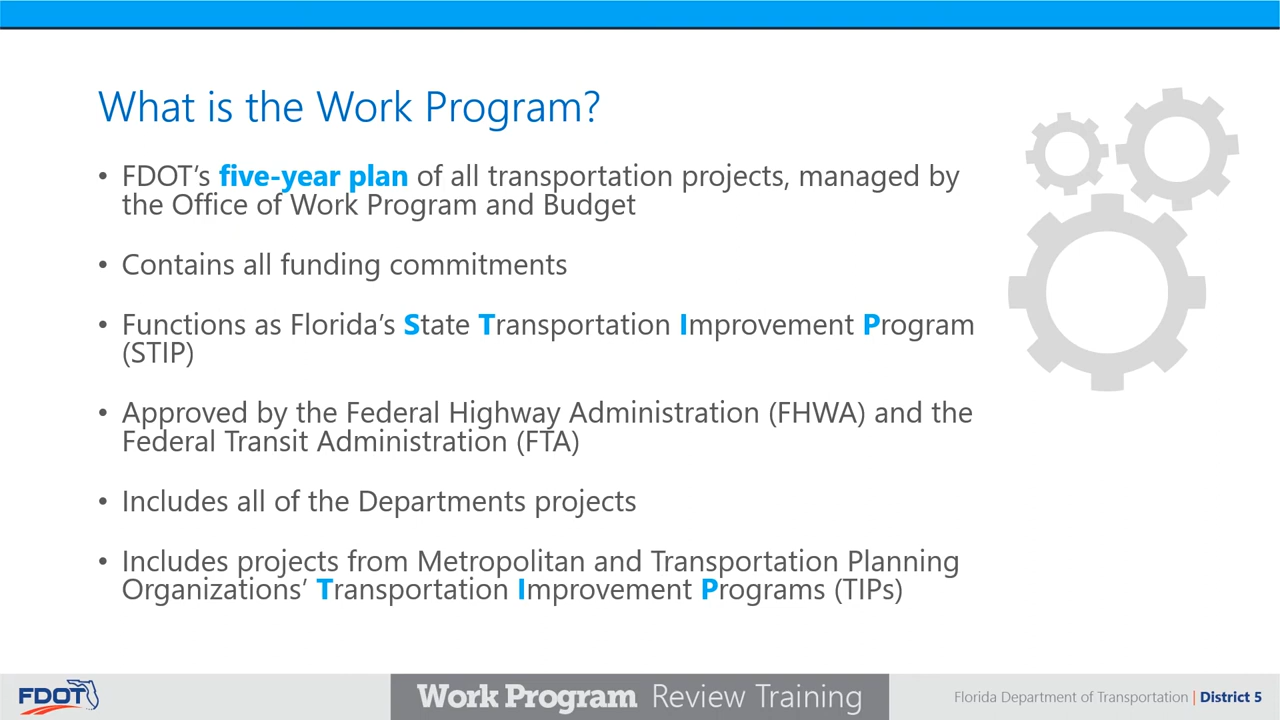 What is the Work Program?
• FDOT’s five-year plan of all transportation projects, managed by
the Office of Work Program and Budget
• Contains all funding commitments
• Functions as Florida’s State Transportation Improvement Program
(STIP)
• Approved by the Federal Highway Administration (FHWA) and the
Federal Transit Administration (FTA)
• Includes all of the Departments projects
• Includes projects from Metropolitan and Transportation Planning
Organizations’ Transportation Improvement Programs (TIPs)
FDOT
Work Program Review Training
Florida Department of Transportation | District 5